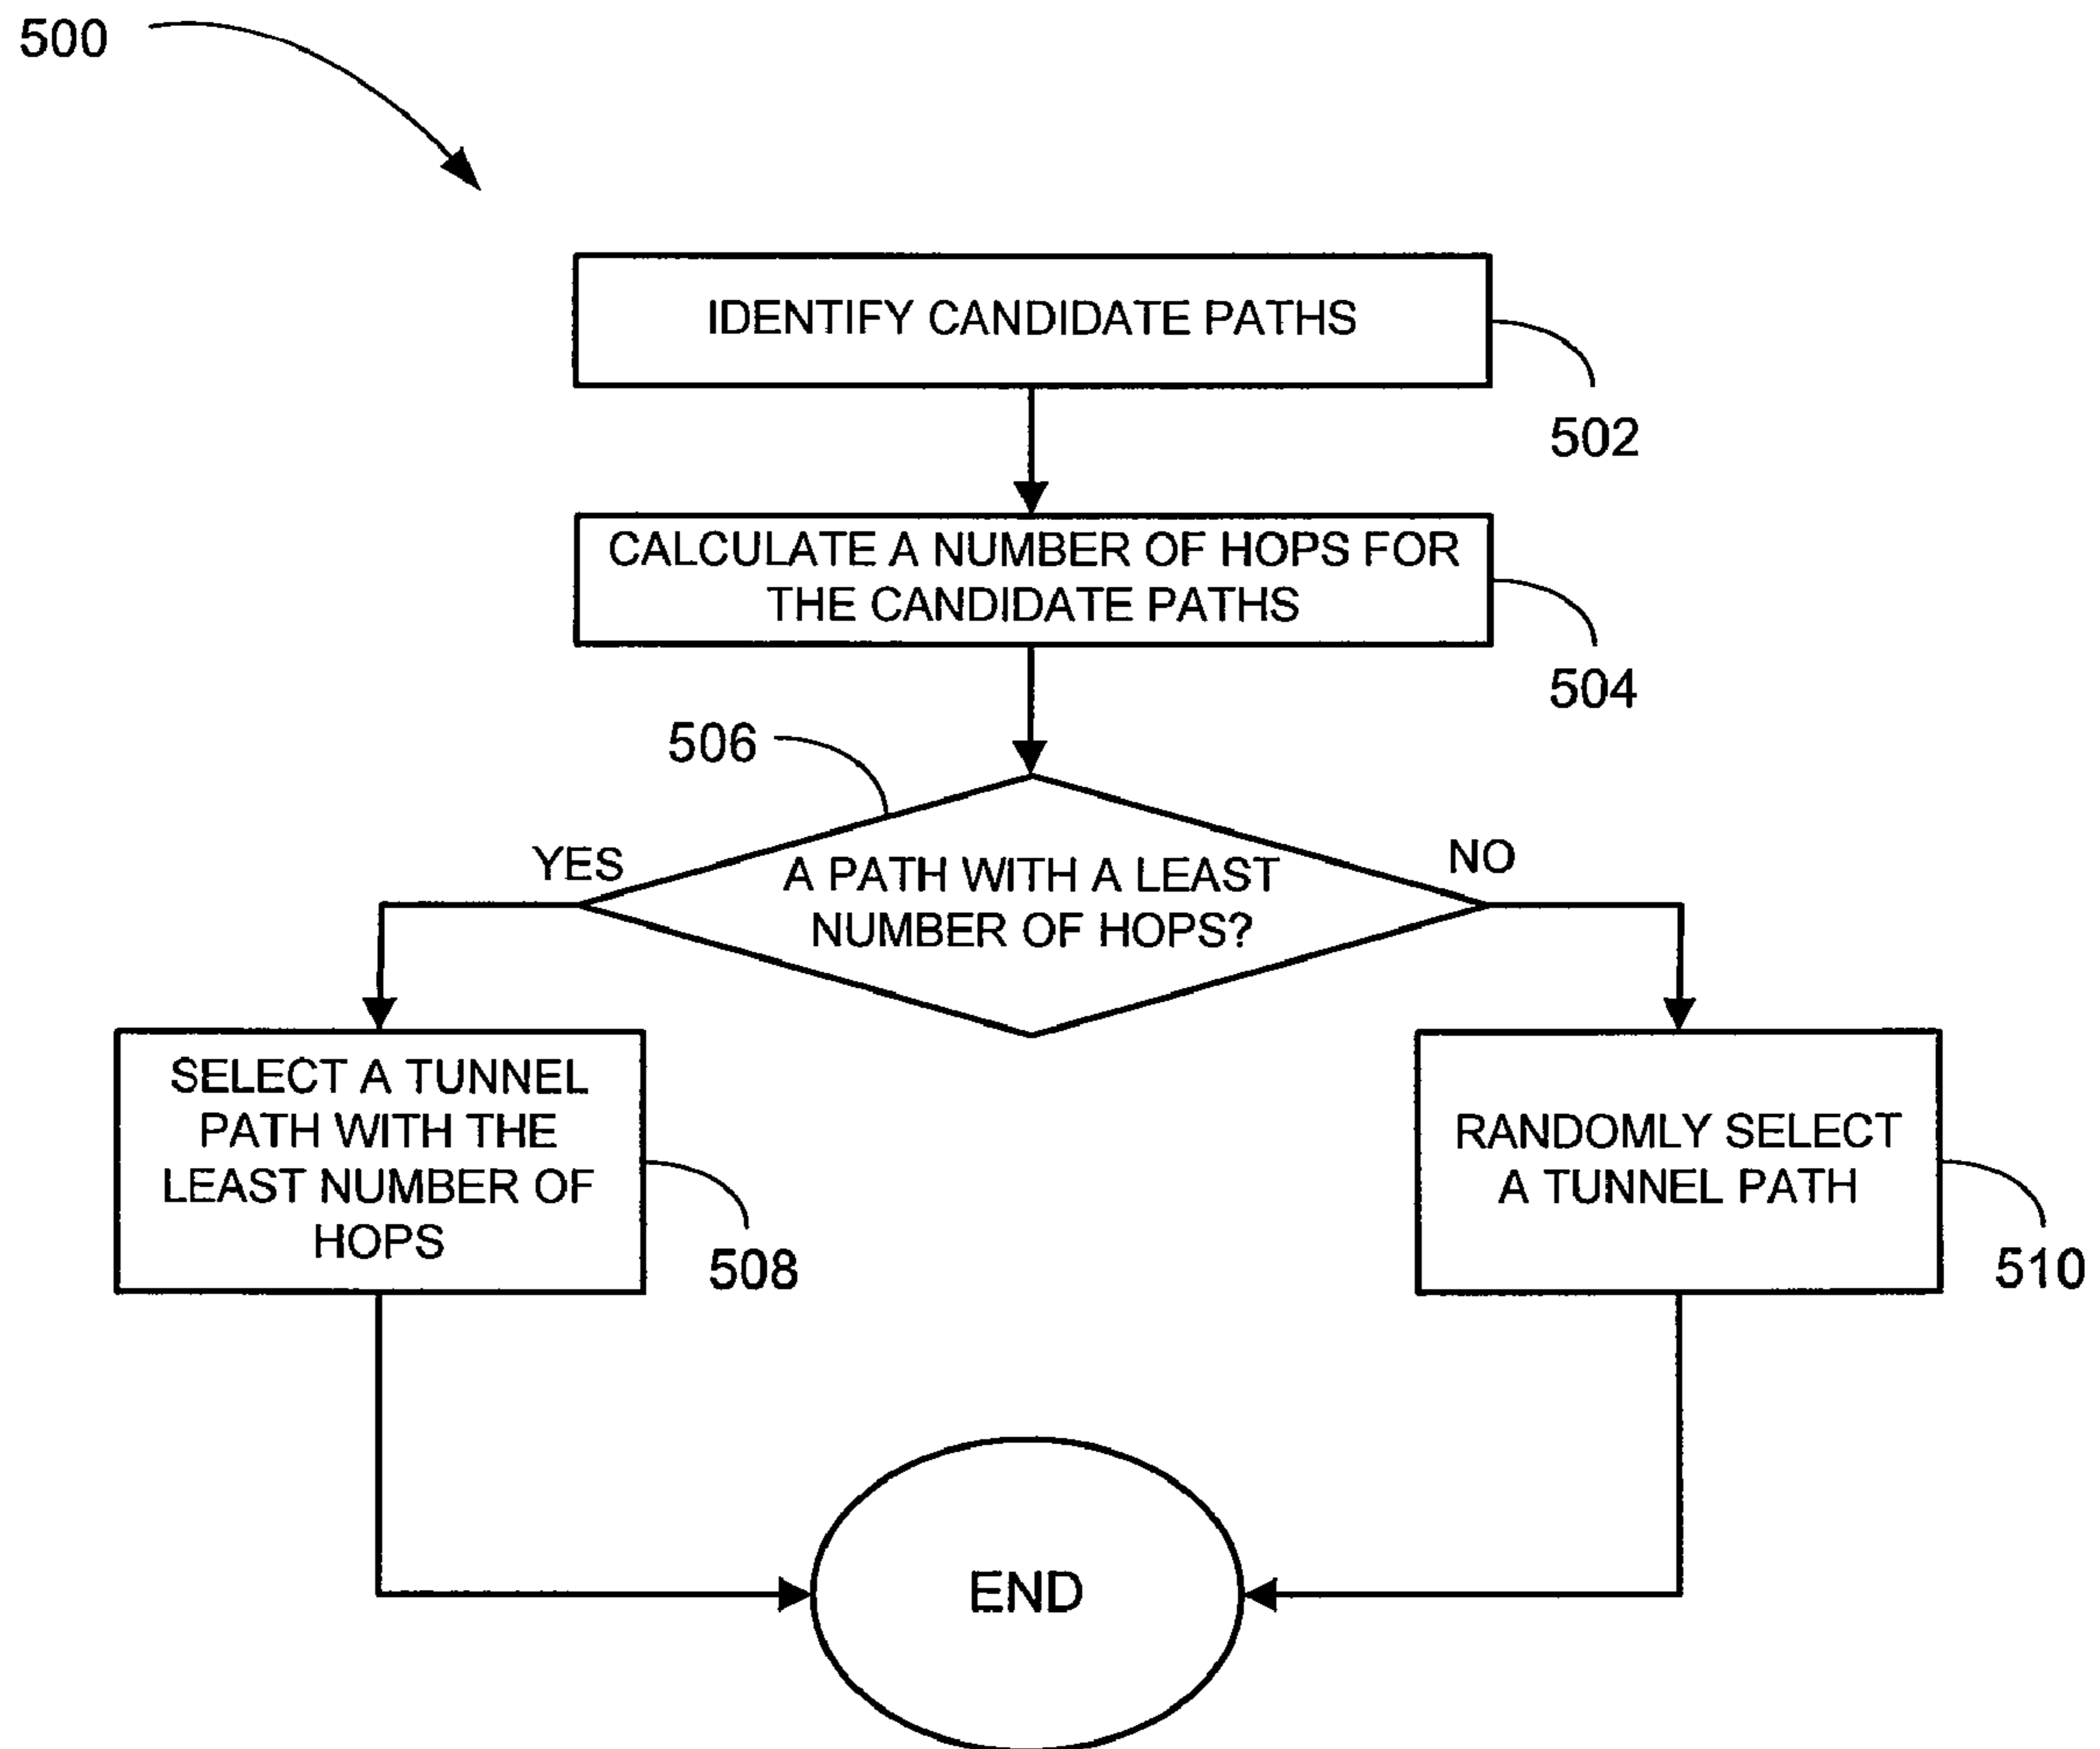 500
IDENTIFY CANDIDATE PATHS
502
CALCULATE A NUMBER OF HOPS FOR
THE CANDIDATE PATHS
504
506
YES
A PATH WITH A LEAST
NUMBER OF HOPS?
NO
SELECT A TUNNEL
PATH WITH THE
LEAST NUMBER OF
HOPS
508
RANDOMLY SELECT
A TUNNEL PATH
510
END